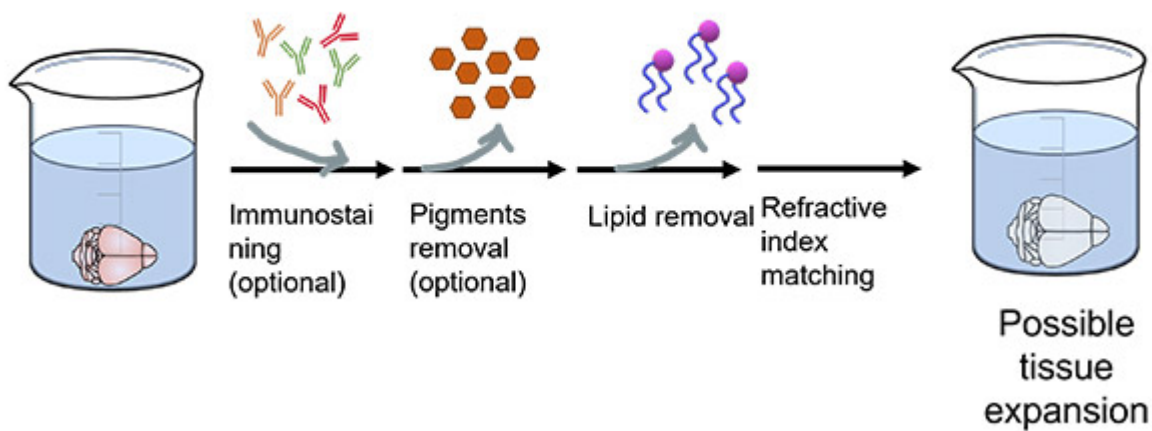 Immunostai
ning
(optional)
Pigments
removal
(optional)
Lipid removal
Refractive
index
matching
Possible
tissue
expansion